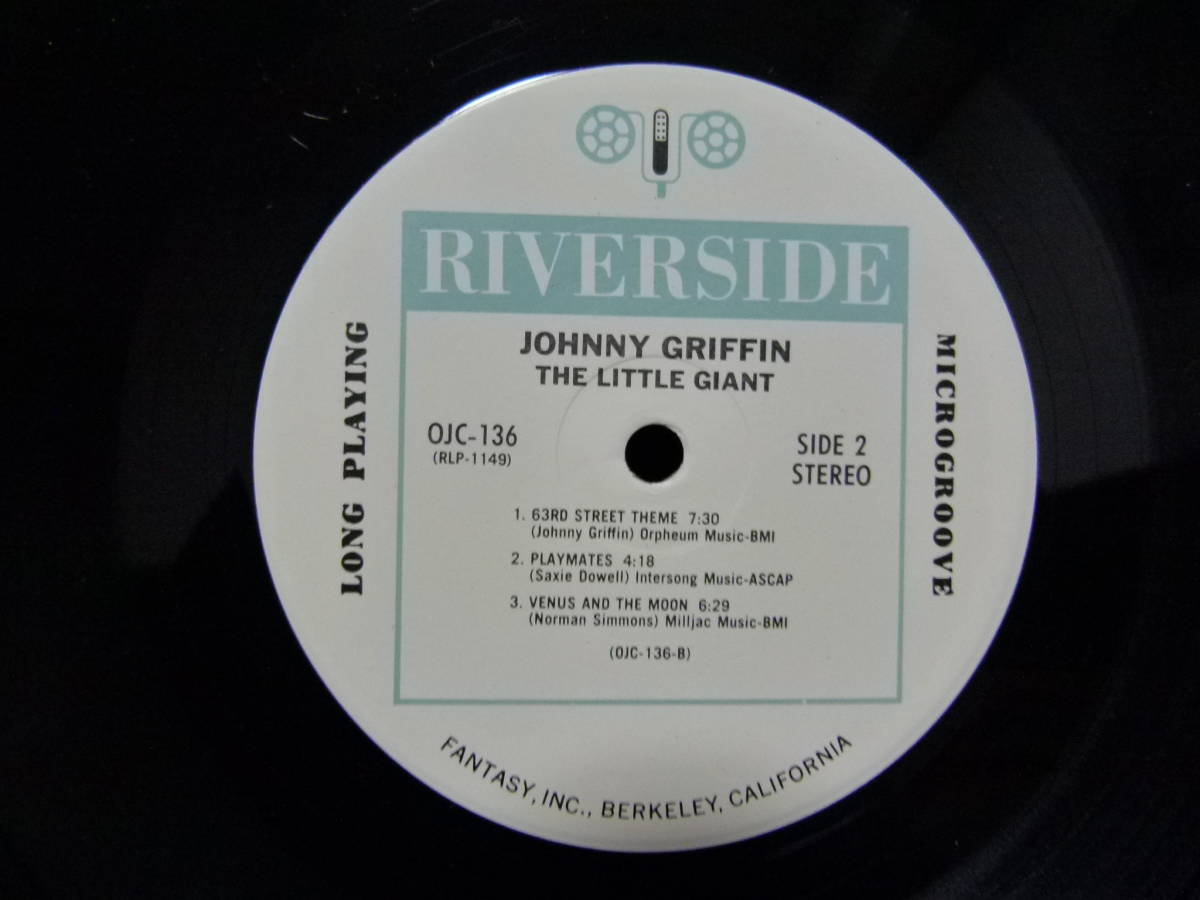 RIVERSIDE
JOHNNY GRIFFIN
THE LITTLE GIANT
OJC-136
(RLP-1149)
SIDE 2
STEREO
LONG PLAYING
MICROGROOVE
1. 63RD STREET THEME 7:30
(Johnny Griffin) Orpheum Music-BMI
2. PLAYMATES 4:18
(Saxie Dowell) Intersong Music-ASCAP
3. VENUS AND THE MOON 6:29
(Norman Simmons) Milljac Music-BMI
(OJC-136-B)
FANTASY, INC., BERKELEY, CALIFORNIA